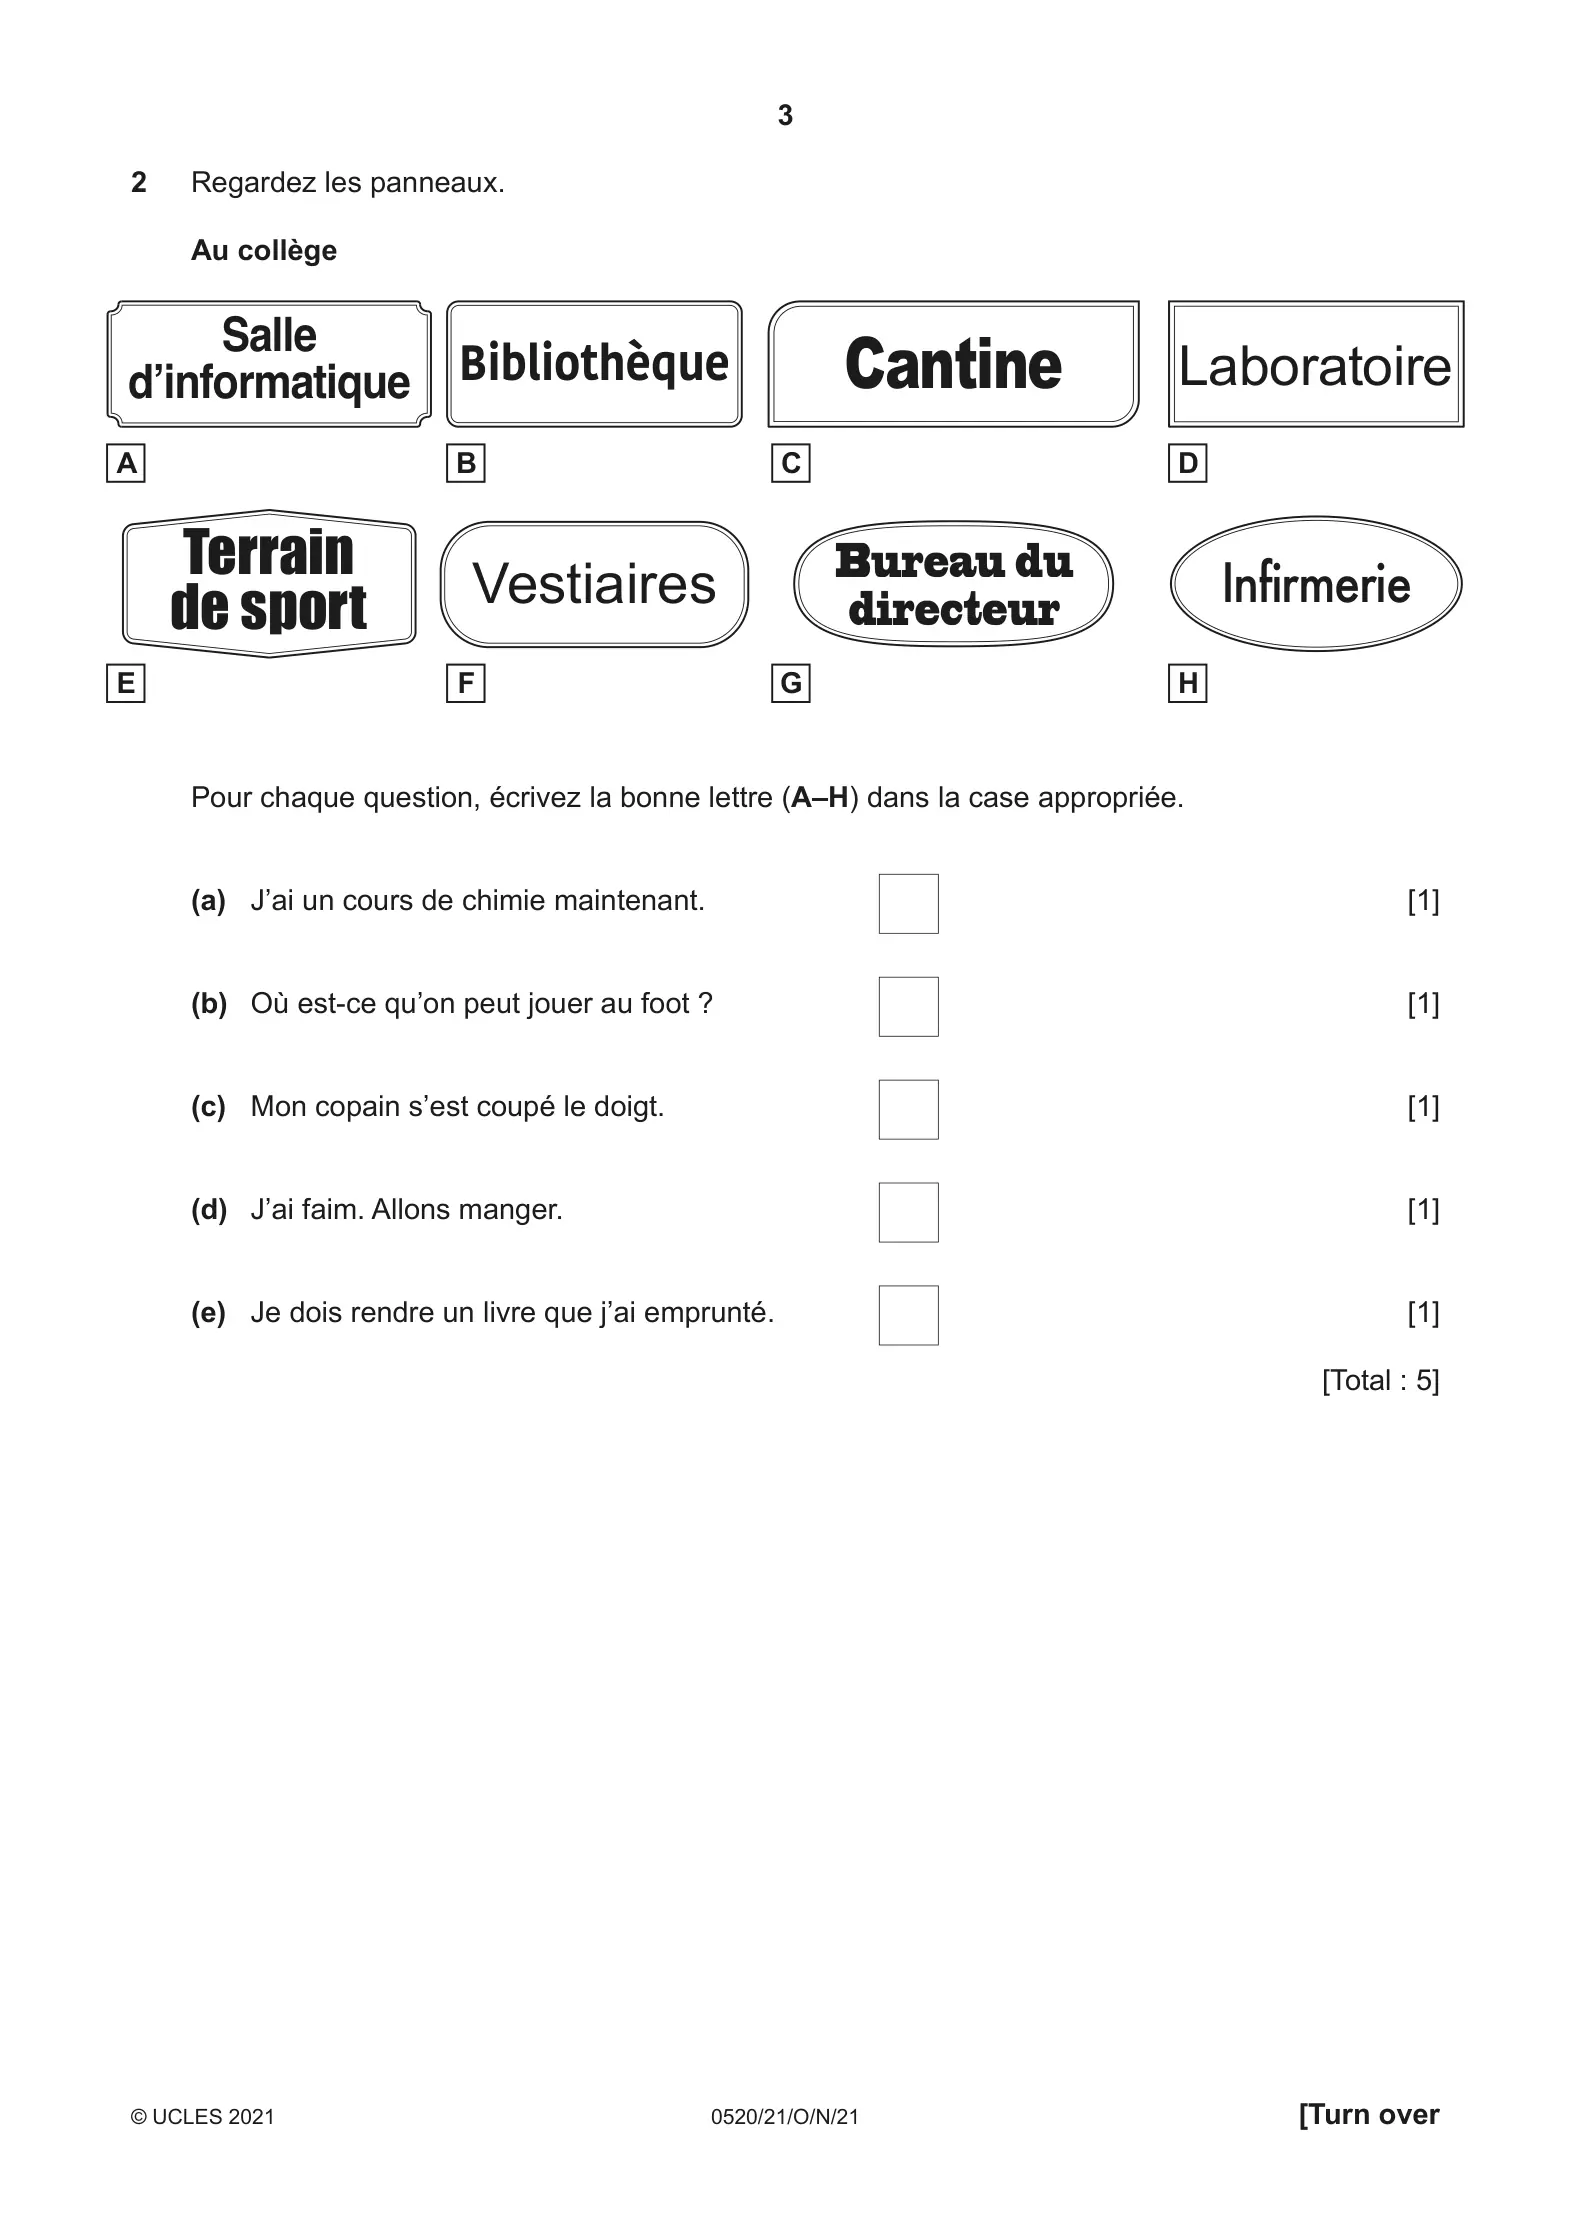 3
2 Regardez les panneaux.
Au collège
Salle
d’informatique
Bibliothèque
Cantine
Laboratoire
A
B
C
D
Terrain
de sport
Vestiaires
Bureau du
directeur
Infirmerie
E
F
G
H
Pour chaque question, écrivez la bonne lettre (A–H) dans la case appropriée.
(a) J’ai un cours de chimie maintenant. [1]
(b) Où est-ce qu’on peut jouer au foot ? [1]
(c) Mon copain s’est coupé le doigt. [1]
(d) J’ai faim. Allons manger. [1]
(e) Je dois rendre un livre que j’ai emprunté. [1]
[Total : 5]
© UCLES 2021 0520/21/O/N/21 [Turn over